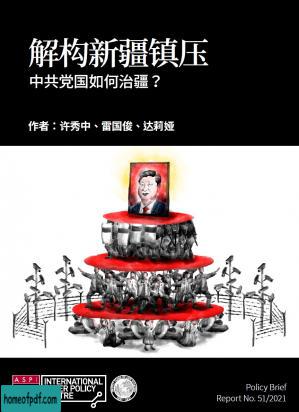 解构新疆镇压
中共党国如何治疆？
作者：许秀中、雷国俊、达莉娅
ASPI
INTERNATIONAL
CYBER POLICY
CENTRE
homeofpdf.com
Policy Brief
Report No. 51/2021